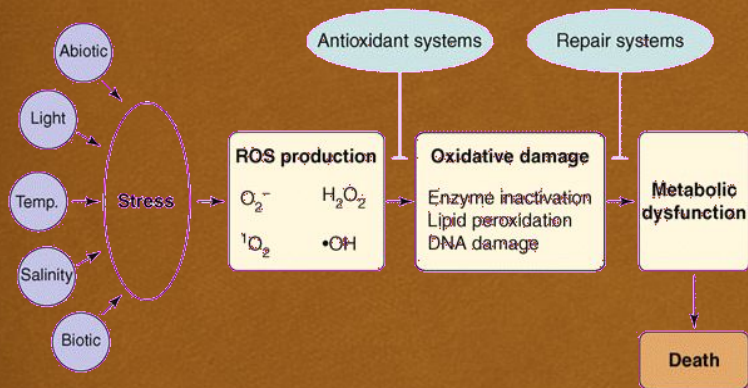 Antioxidant systems
Repair systems
Abiotic
Light
Temp.
Salinity
Biotic
Stress
ROS production
O₂⁻ H₂O₂
¹O₂ •OH
Oxidative damage
Enzyme inactivation
Lipid peroxidation
DNA damage
Metabolic
dysfunction
Death